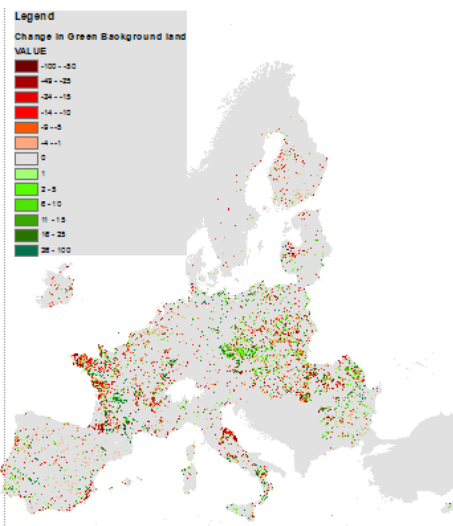 Legend
Change in Green Background land
VALUE
-100 - -50
-49 - -25
-24 - -15
-14 - -10
-9 - -5
-4 - -1
0
1
2 - 5
6 - 10
11 - 15
16 - 25
26 - 100